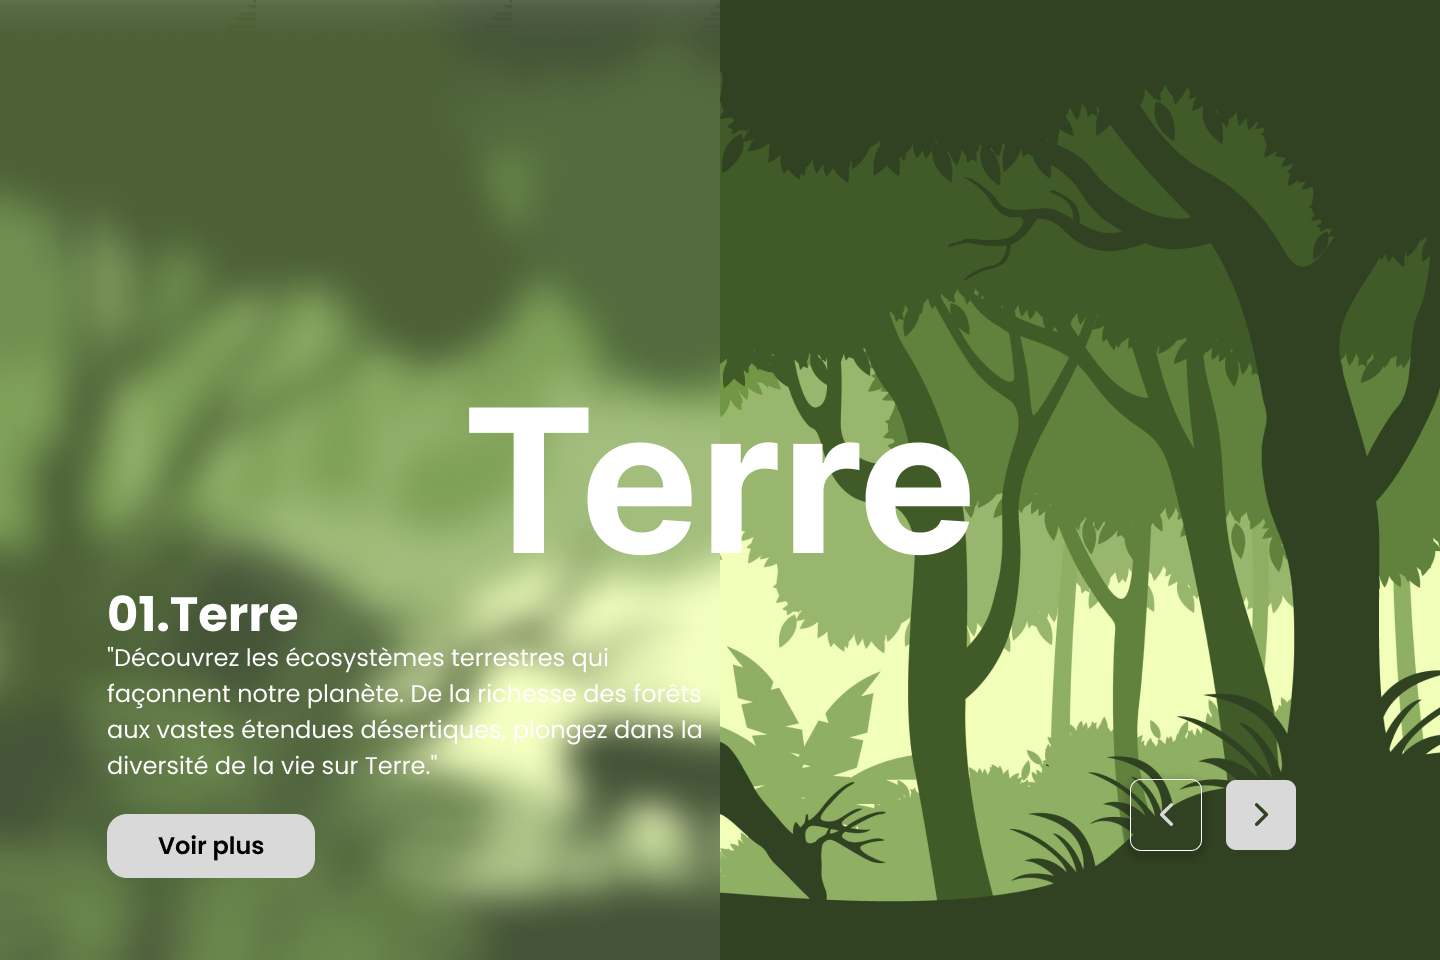 Terre
01.Terre
"Découvrez les écosystèmes terrestres qui
façonnent notre planète. De la richesse des forêts
aux vastes étendues désertiques, plongez dans la
diversité de la vie sur Terre."
Voir plus